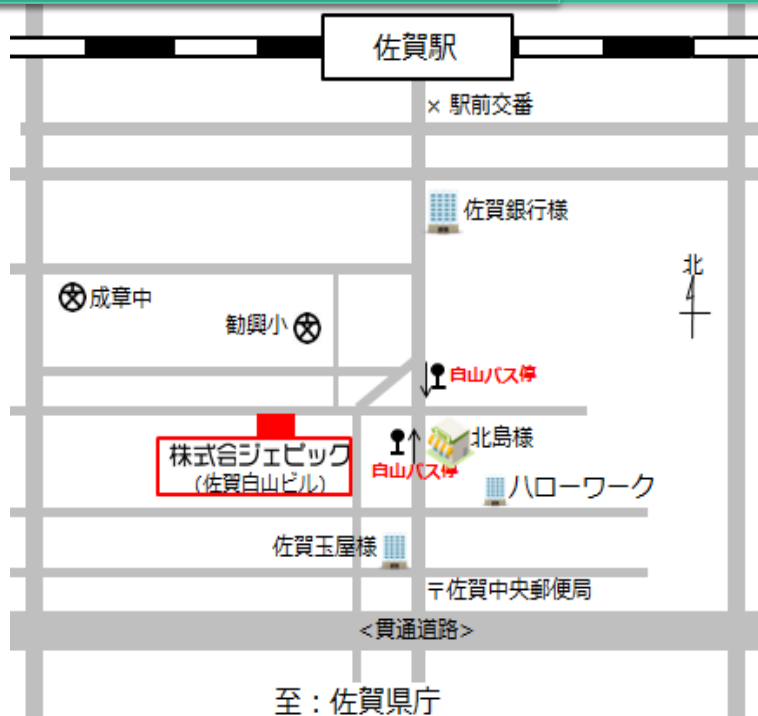 佐賀駅
× 駅前交番
佐賀銀行様
北
成章中
勧興小
白山バス停
北島様
株式会ジェピック
(佐賀白山ビル)
白山バス停
ハローワーク
佐賀玉屋様
〒佐賀中央郵便局
<貫通道路>
至：佐賀県庁